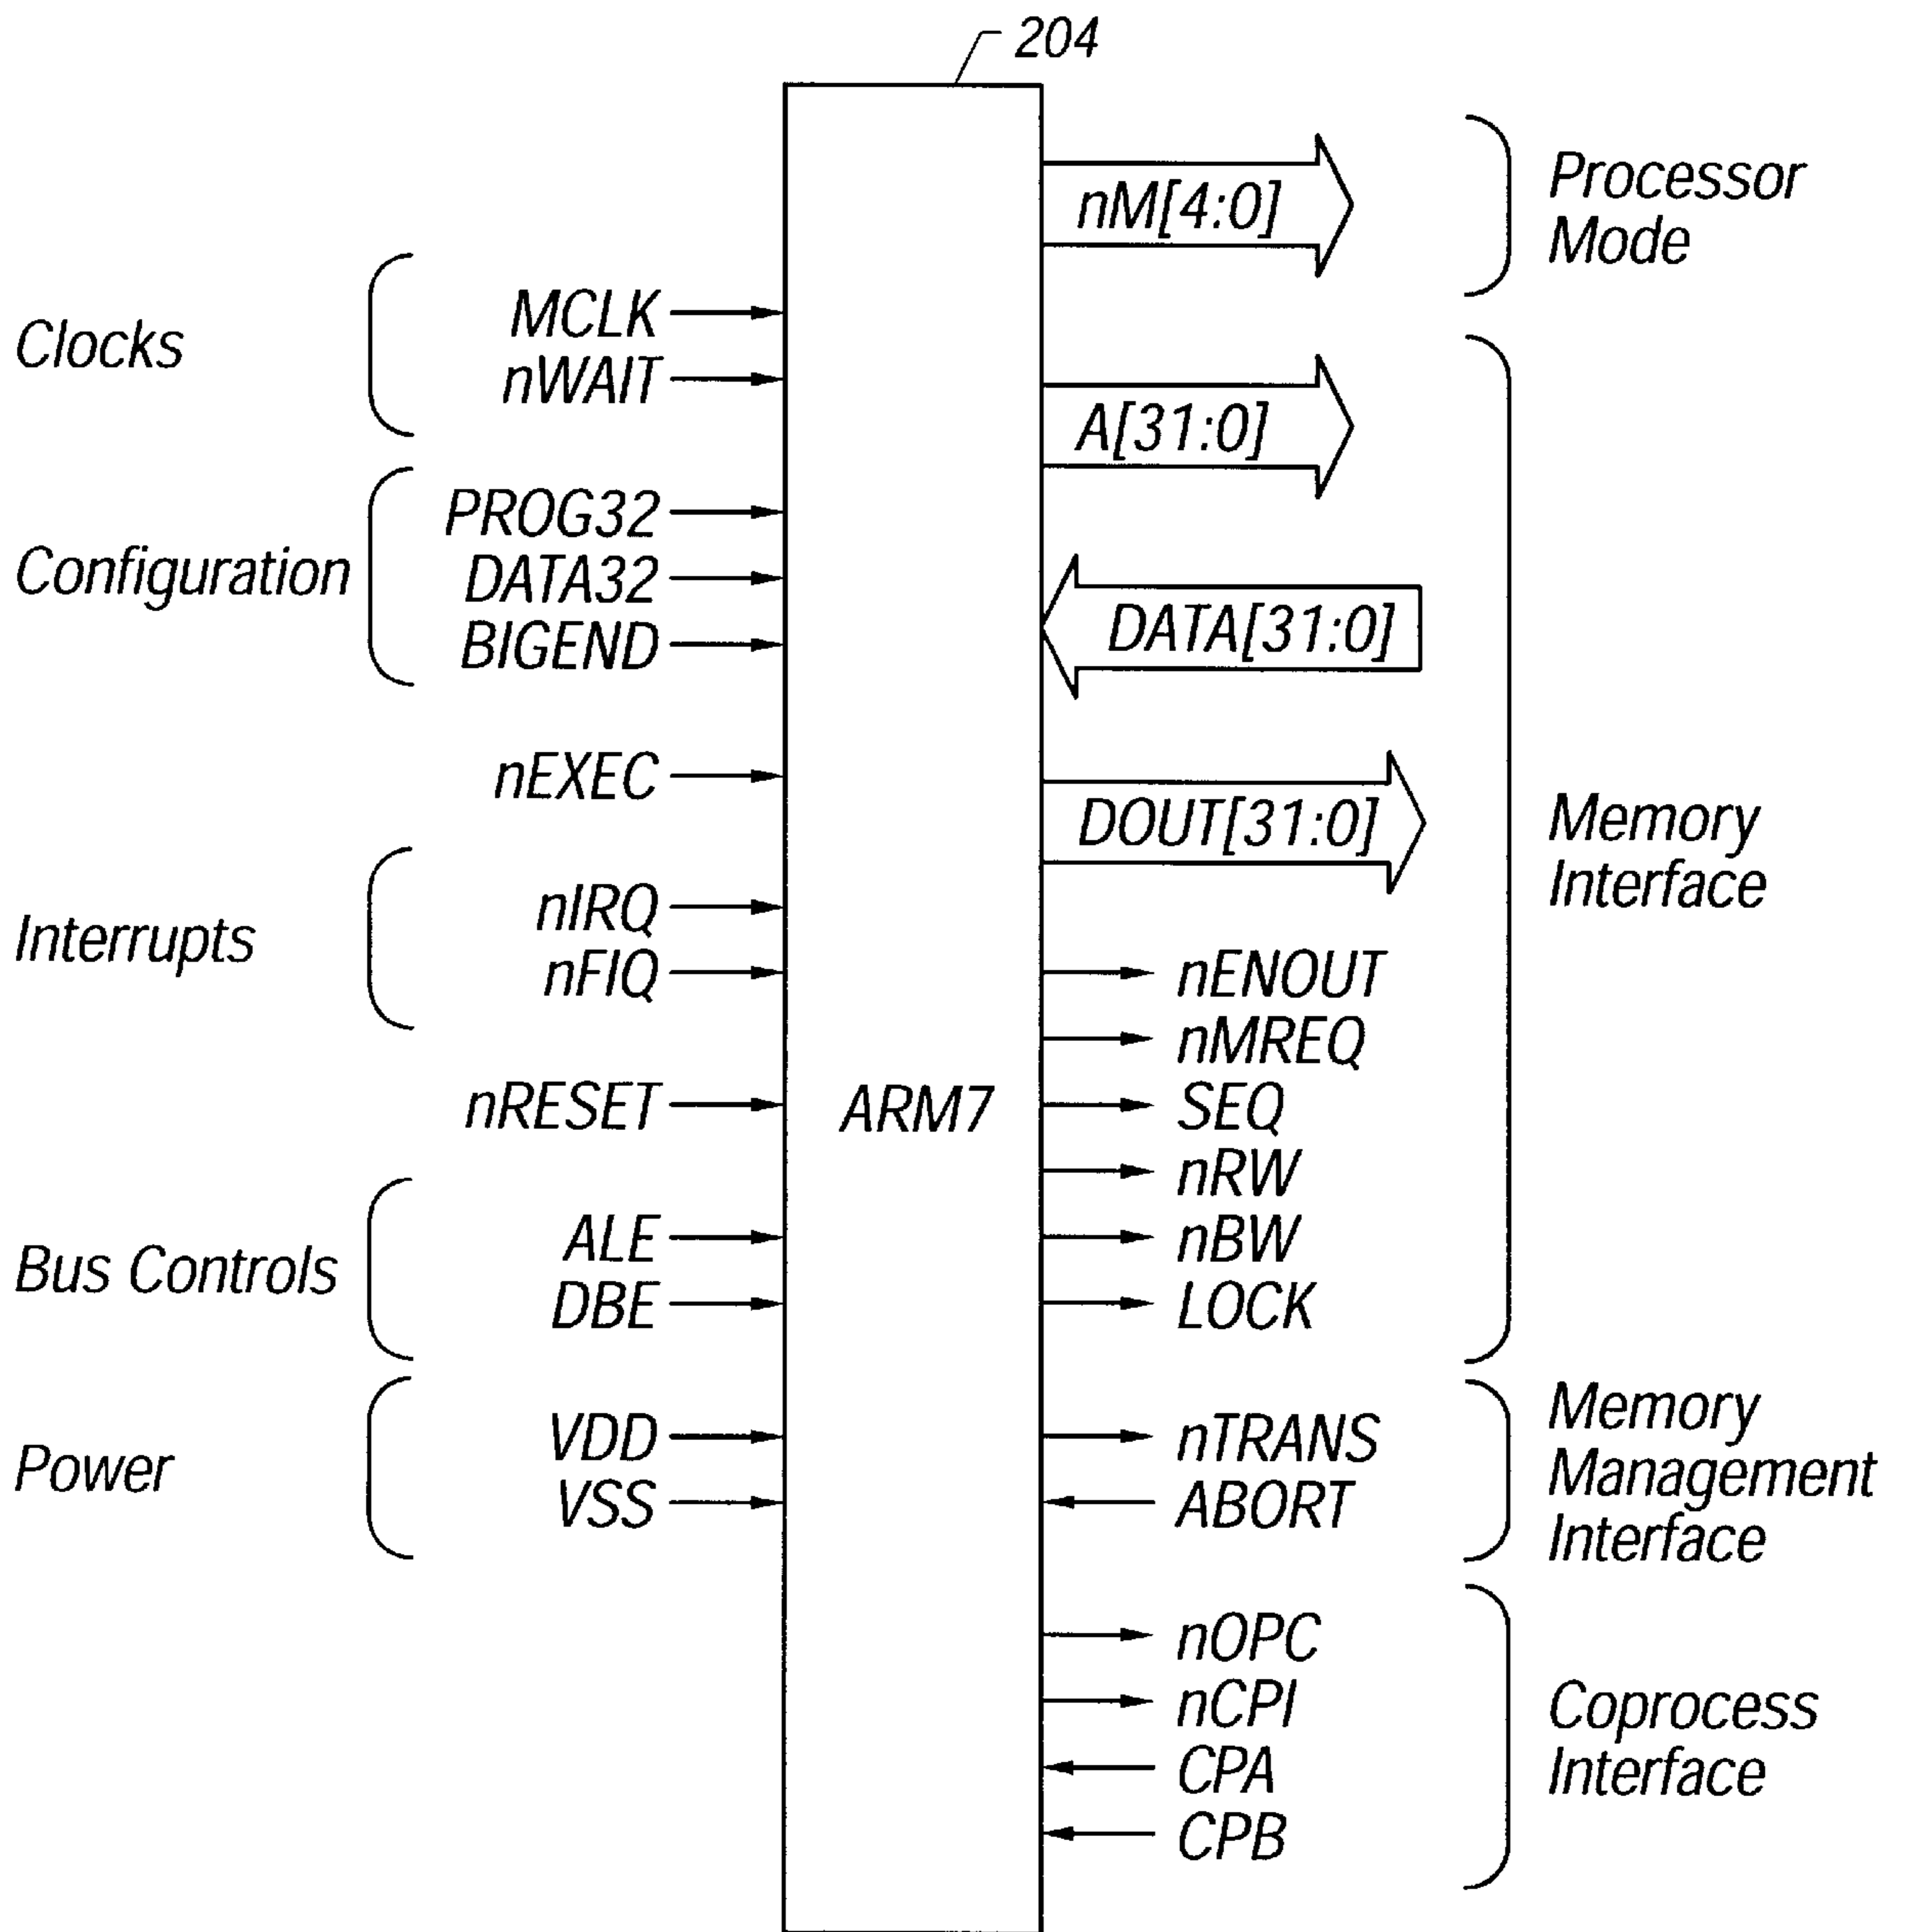 204
Clocks
MCLK
nWAIT
Configuration
PROG32
DATA32
BIGEND
nEXEC
Interrupts
nIRQ
nFIQ
nRESET
Bus Controls
ALE
DBE
Power
VDD
VSS
ARM7
nM[4:0]
Processor
Mode
A[31:0]
DATA[31:0]
DOUT[31:0]
Memory
Interface
nENOUT
nMREQ
SEQ
nRW
nBW
LOCK
nTRANS
ABORT
Memory
Management
Interface
nOPC
nCPI
CPA
CPB
Coprocess
Interface